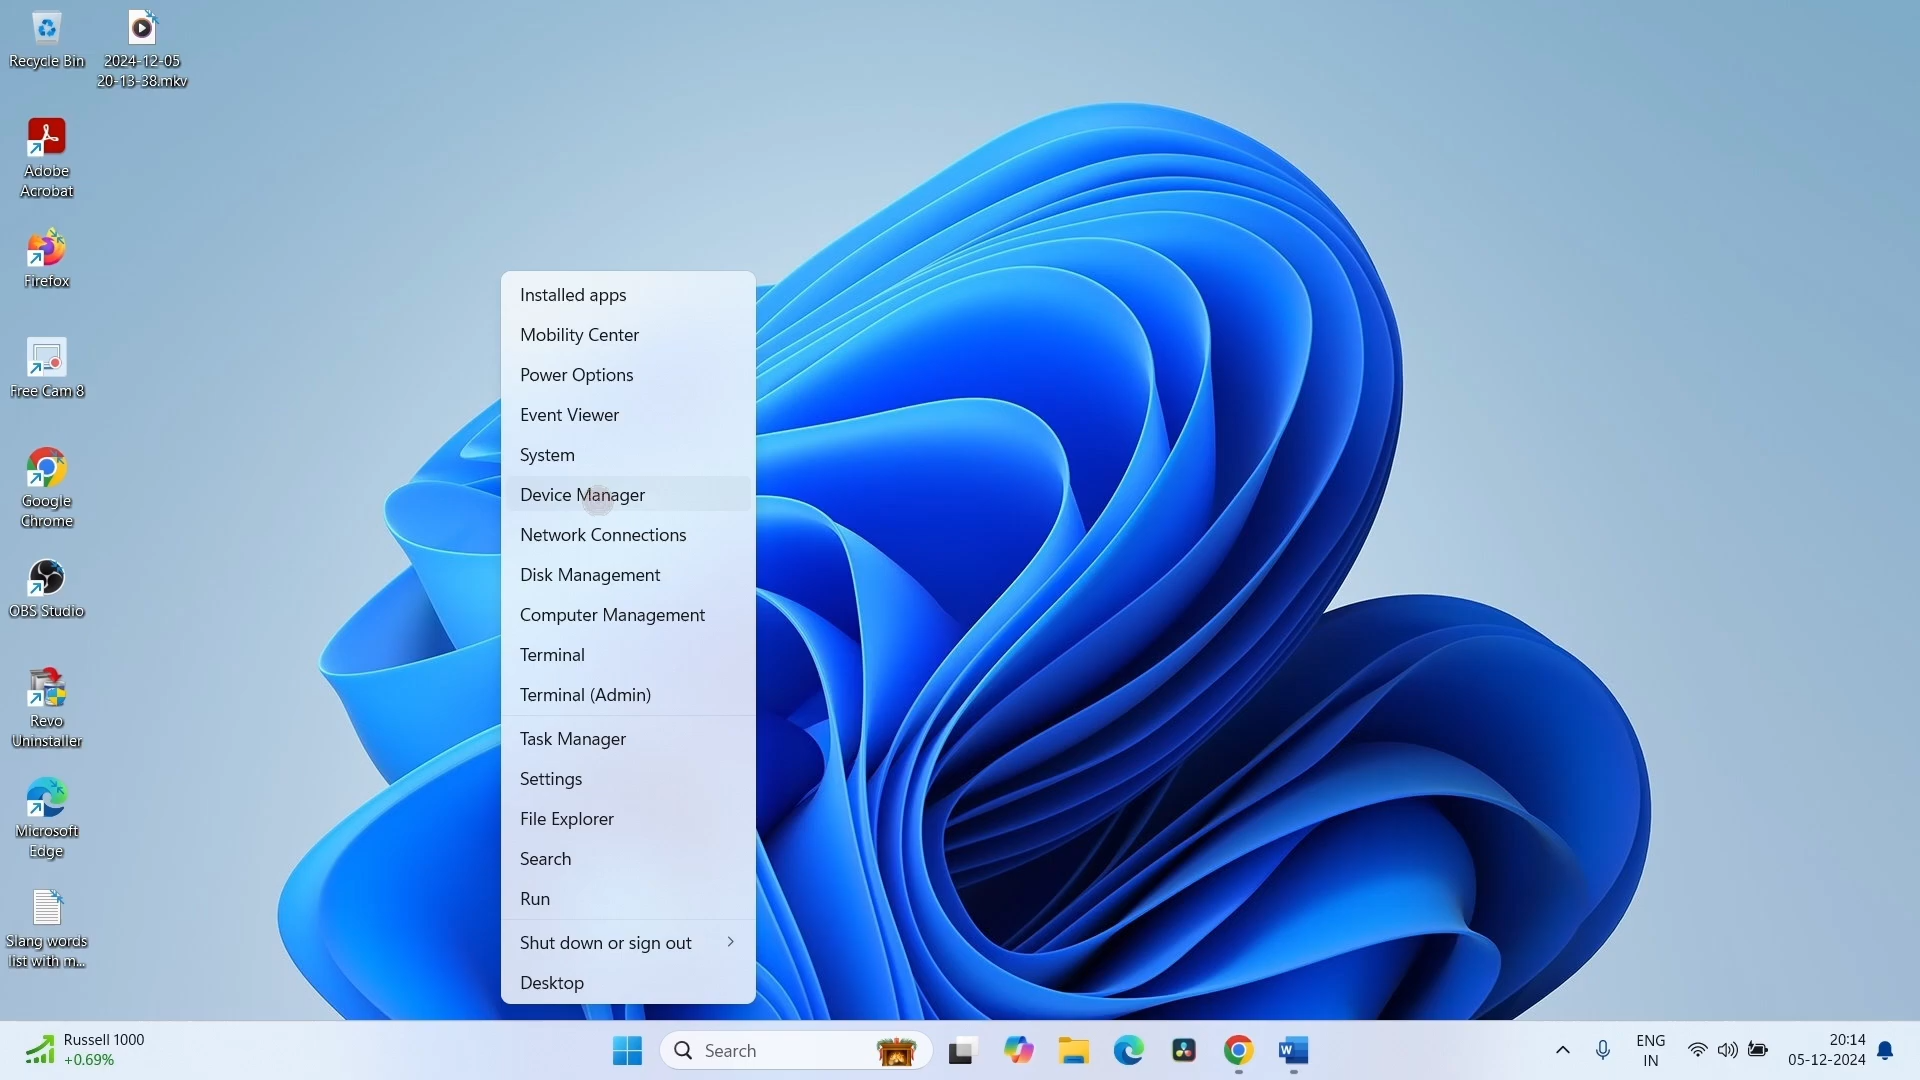 Recycle Bin
2024-12-05
20-13-38.mkv
Adobe
Acrobat
Firefox
Free Cam 8
Google
Chrome
OBS Studio
Revo
Uninstaller
Microsoft
Edge
Slang words
list with m...
Installed apps
Mobility Center
Power Options
Event Viewer
System
Device Manager
Network Connections
Disk Management
Computer Management
Terminal
Terminal (Admin)
Task Manager
Settings
File Explorer
Search
Run
Shut down or sign out
Desktop
Russell 1000
+0.69%
Search
W
ENG
IN
20:14
05-12-2024